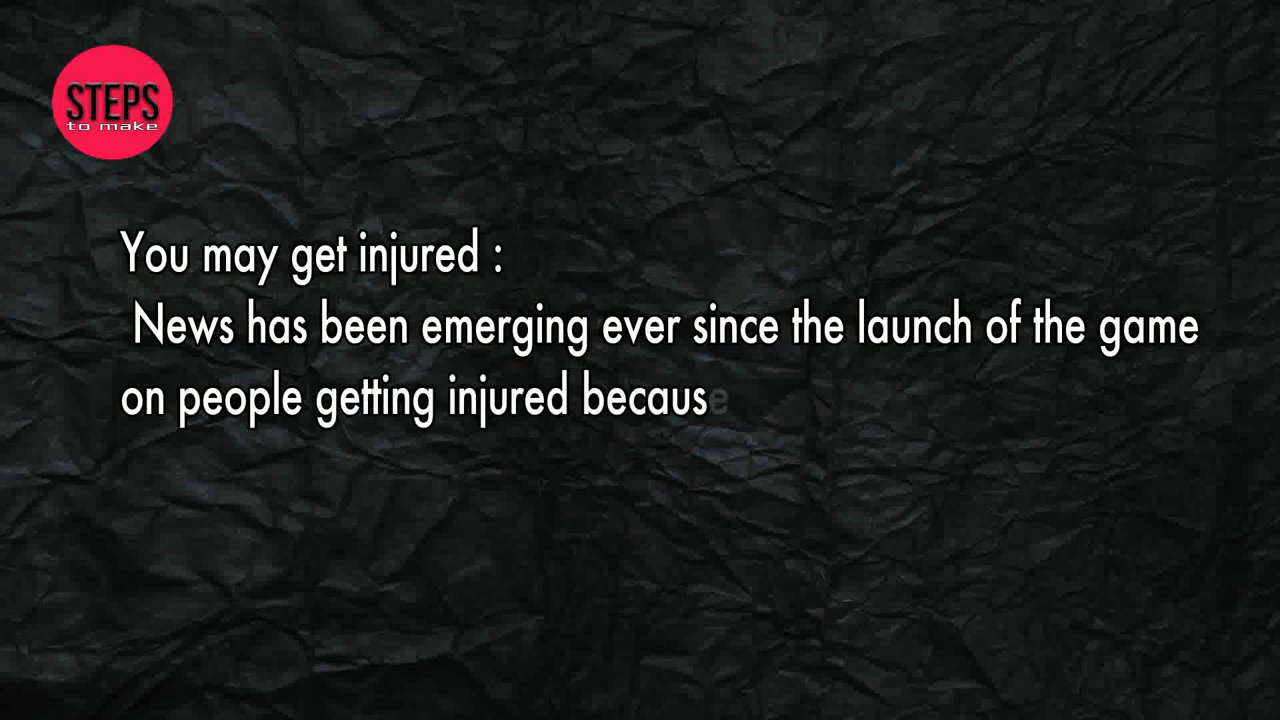 STEPS
to make
You may get injured :
News has been emerging ever since the launch of the game
on people getting injured because